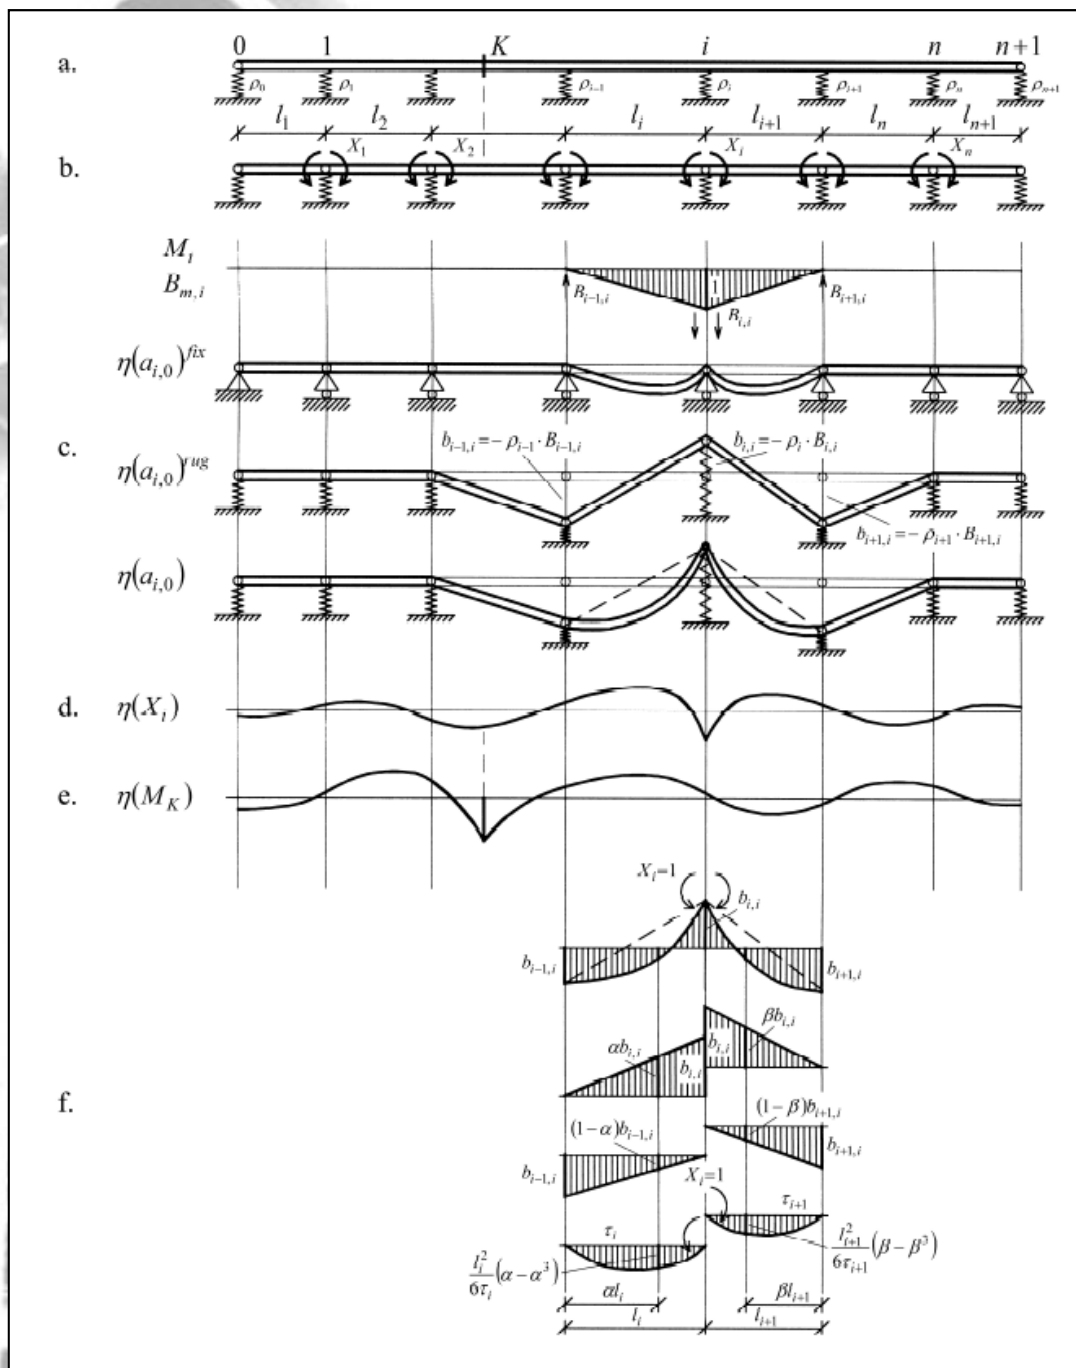 0 1 K i n n+1
a.
ρ₀ ρ₁ ρᵢ₋₁ ρᵢ ρᵢ₊₁ ρₙ ρₙ₊₁
l₁ l₂ lᵢ lᵢ₊₁ lₙ lₙ₊₁
X₁ X₂ Xᵢ Xₙ
b.
M₁
Bₘ,ᵢ
1
Bᵢ₋₁,ᵢ Bᵢ,ᵢ Bᵢ₊₁,ᵢ
η(aᵢ,₀)^fix
c.
bᵢ₋₁,ᵢ=−ρᵢ₋₁·Bᵢ₋₁,ᵢ bᵢ,ᵢ=−ρᵢ·Bᵢ,ᵢ
η(aᵢ,₀)^rug
bᵢ₊₁,ᵢ=−ρᵢ₊₁·Bᵢ₊₁,ᵢ
η(aᵢ,₀)
d. η(Xᵢ)
e. η(M_K)
Xᵢ=1
bᵢ,ᵢ
bᵢ₋₁,ᵢ bᵢ₊₁,ᵢ
βbᵢ,ᵢ
αbᵢ,ᵢ bᵢ,ᵢ bᵢ,ᵢ
f.
(1−α)bᵢ₋₁,ᵢ (1−β)bᵢ₊₁,ᵢ
bᵢ₋₁,ᵢ bᵢ₊₁,ᵢ
Xᵢ=1
τᵢ τᵢ₊₁
lᵢ²/6τᵢ(α−α³) lᵢ₊₁²/6τᵢ₊₁(β−β³)
αlᵢ βlᵢ₊₁
lᵢ lᵢ₊₁